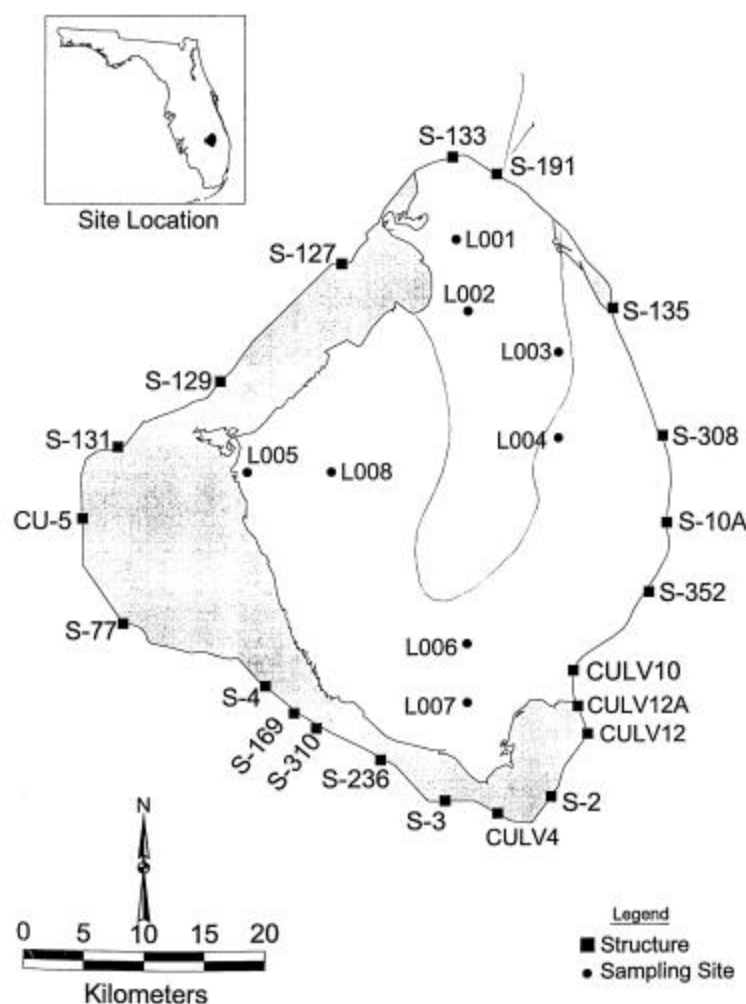 Site Location
S-133
S-191
L001
S-127
L002
S-135
L003
S-129
S-131
L004
S-308
L005
L008
CU-5
S-10A
S-352
S-77
L006
CULV10
S-4
L007
CULV12A
S-169
S-310
CULV12
S-236
S-2
S-3
CULV4
N
0 5 10 15 20
Kilometers
Legend
Structure
Sampling Site